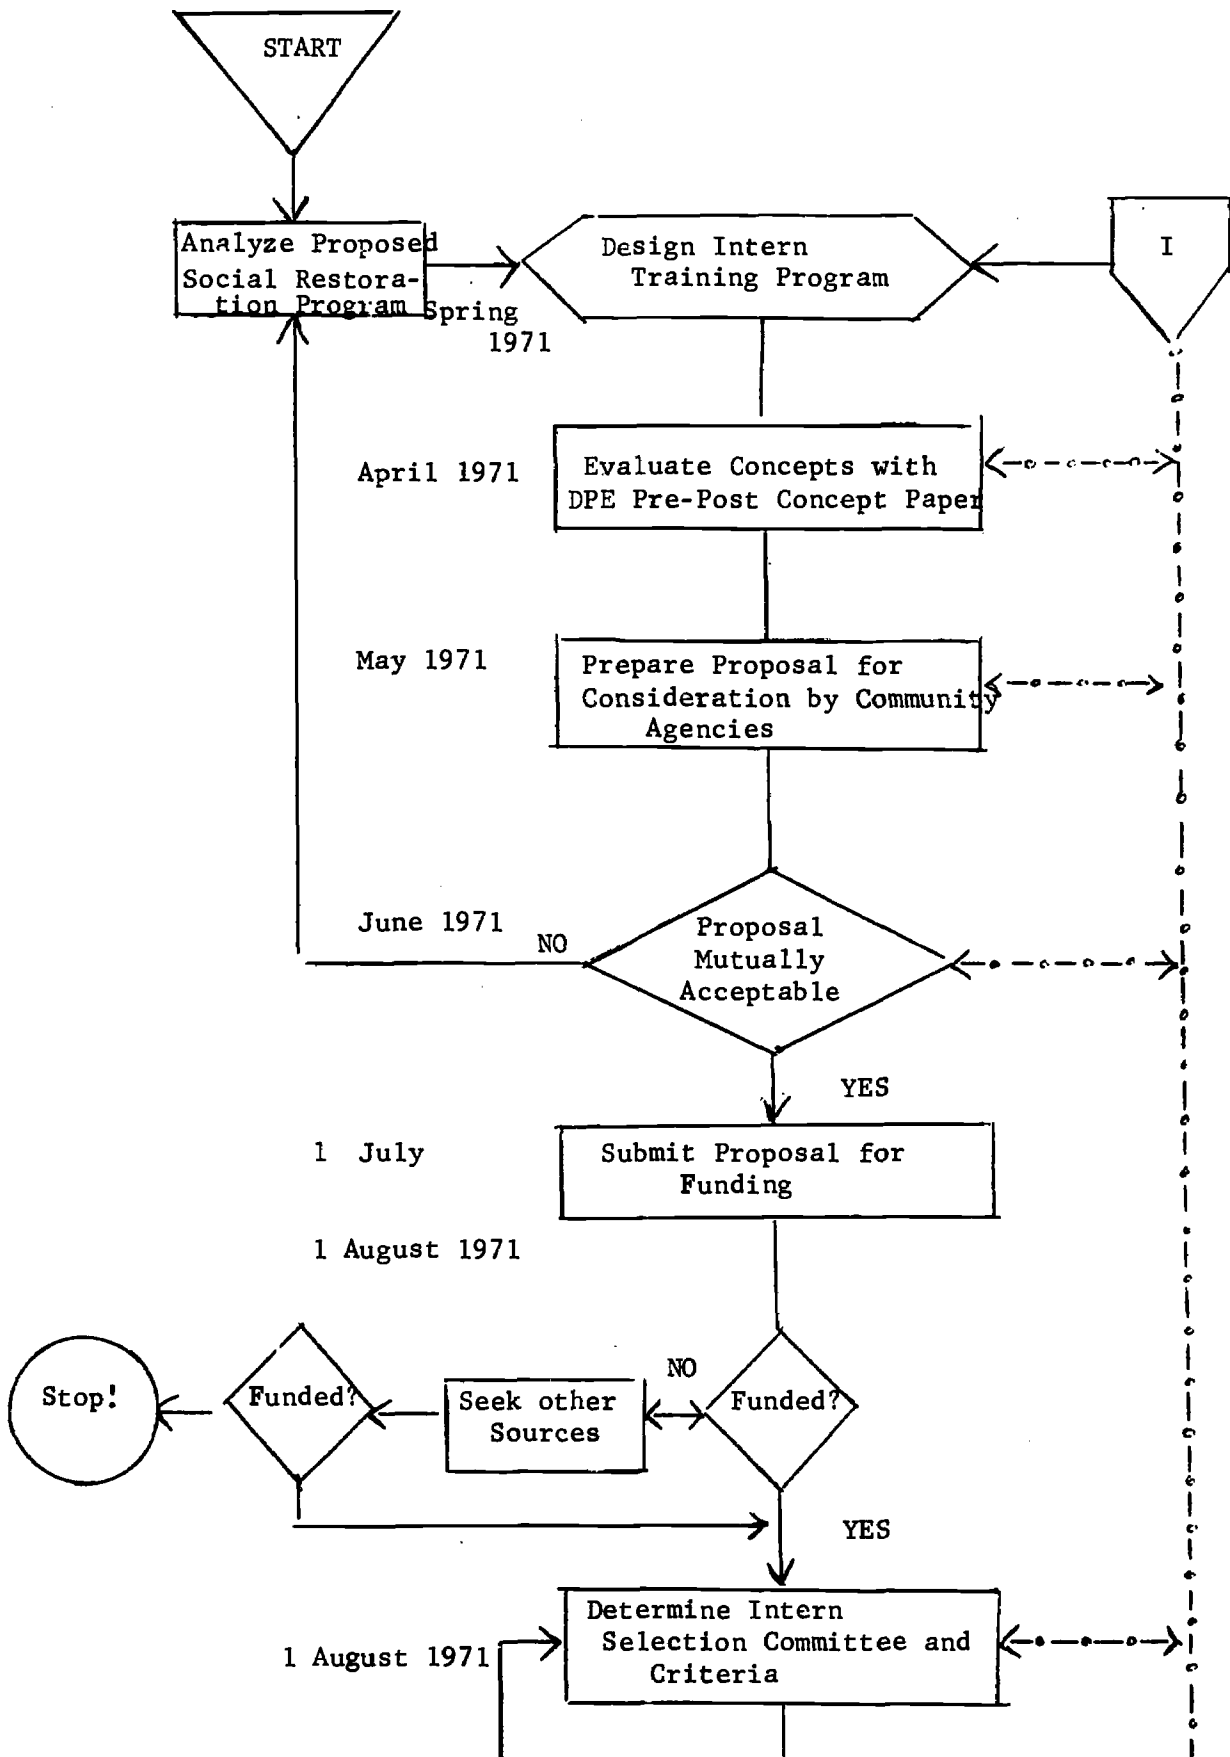 START
Analyze Proposed
Social Restora-
tion Program
Spring
1971
Design Intern
Training Program
I
April 1971
Evaluate Concepts with
DPE Pre-Post Concept Paper
May 1971
Prepare Proposal for
Consideration by Community
Agencies
June 1971
NO
Proposal
Mutually
Acceptable
YES
1 July
Submit Proposal for
Funding
1 August 1971
Stop!
Funded?
Seek other
Sources
NO
Funded?
YES
1 August 1971
Determine Intern
Selection Committee and
Criteria